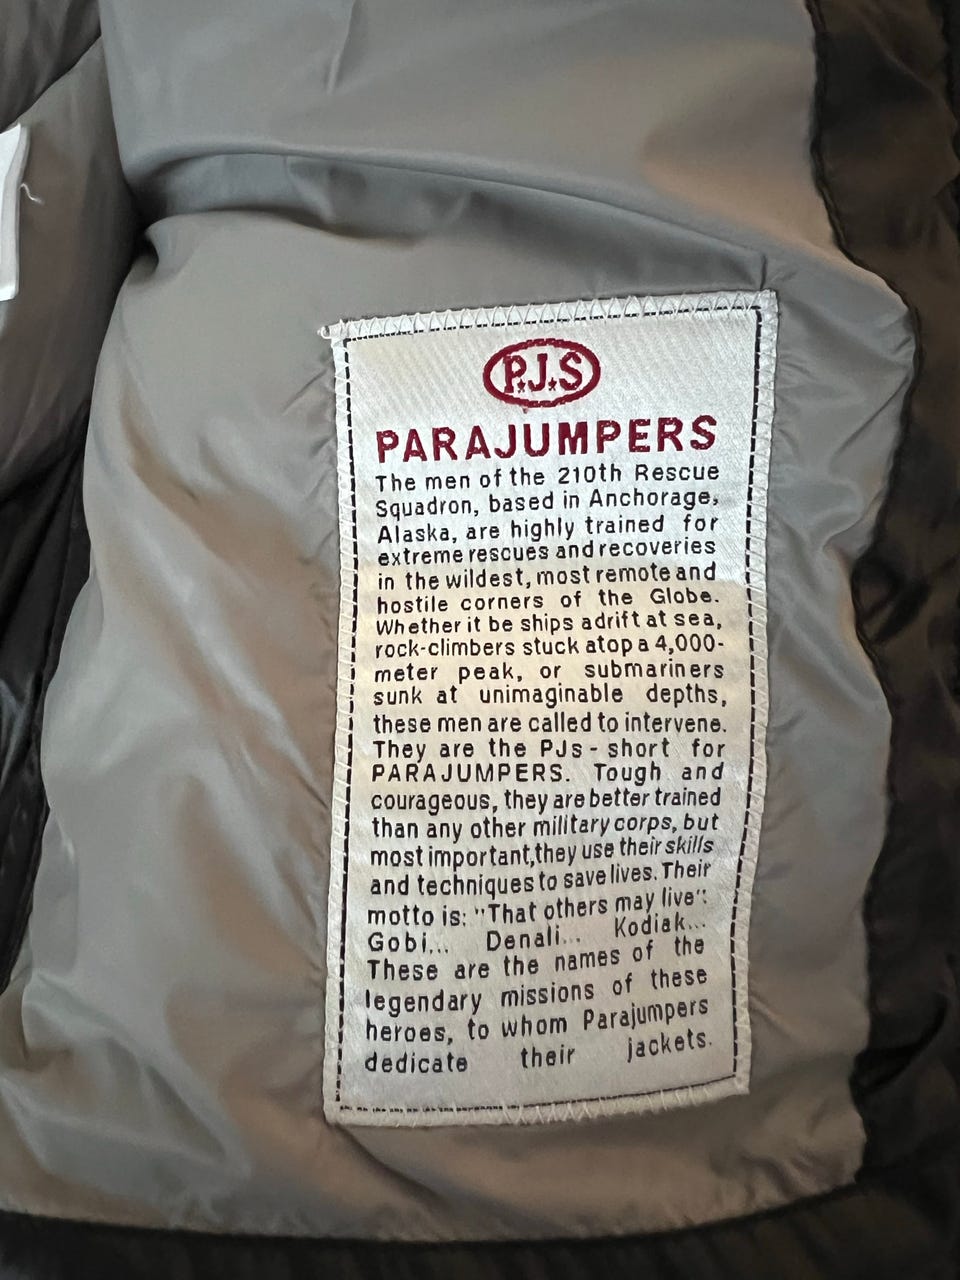 P.J.S
PARAJUMPERS
The men of the 210th Rescue
Squadron, based in Anchorage,
Alaska, are highly trained for
extreme rescues and recoveries
in the wildest, most remote and
hostile corners of the Globe.
Whether it be ships adrift at sea,
rock-climbers stuck atop a 4,000-
meter peak, or submariners
sunk at unimaginable depths,
these men are called to intervene.
They are the PJs - short for
PARAJUMPERS. Tough and
courageous, they are better trained
than any other military corps, but
most important,they use their skills
and techniques to save lives. Their
motto is: "That others may live".
Gobi... Denali... Kodiak...
These are the names of the
legendary missions of these
heroes, to whom Parajumpers
dedicate their jackets.